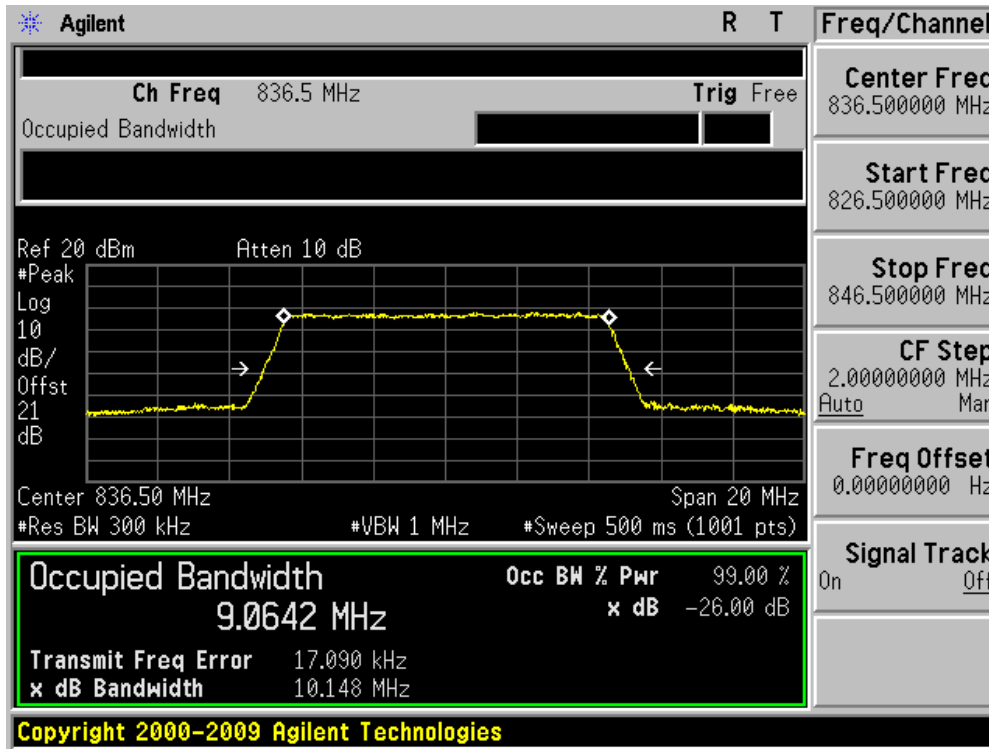 Agilent R T
Ch Freq 836.5 MHz Trig Free
Occupied Bandwidth
Ref 20 dBm Atten 10 dB
#Peak
Log
10
dB/
Offst
21
dB
Center 836.50 MHz Span 20 MHz
#Res BW 300 kHz #VBW 1 MHz #Sweep 500 ms (1001 pts)
Occupied Bandwidth
9.0642 MHz
Occ BW % Pwr 99.00 %
x dB -26.00 dB
Transmit Freq Error 17.090 kHz
x dB Bandwidth 10.148 MHz
Copyright 2000-2009 Agilent Technologies
Freq/Channel
Center Freq
836.500000 MHz
Start Freq
826.500000 MHz
Stop Freq
846.500000 MHz
CF Step
2.00000000 MHz
Auto Man
Freq Offset
0.00000000 Hz
Signal Track
On Off